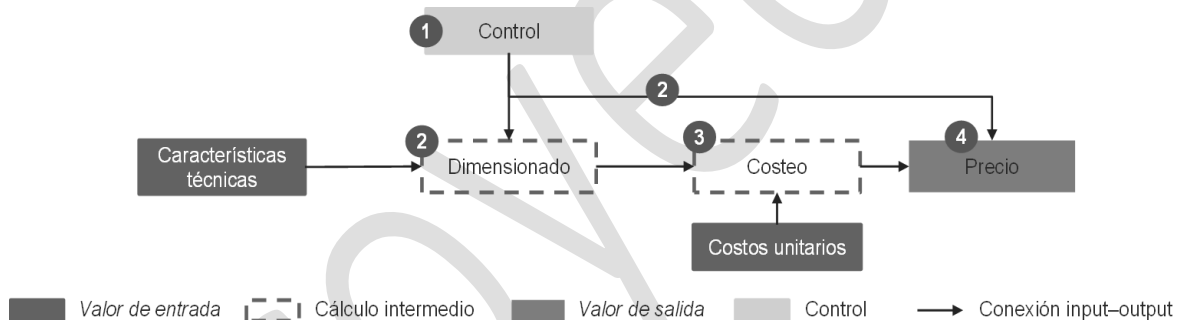 1 Control
2
2 Dimensionado
3 Costeo
4 Precio
Características
técnicas
Costos unitarios
Valor de entrada Cálculo intermedio Valor de salida Control Conexión input–output